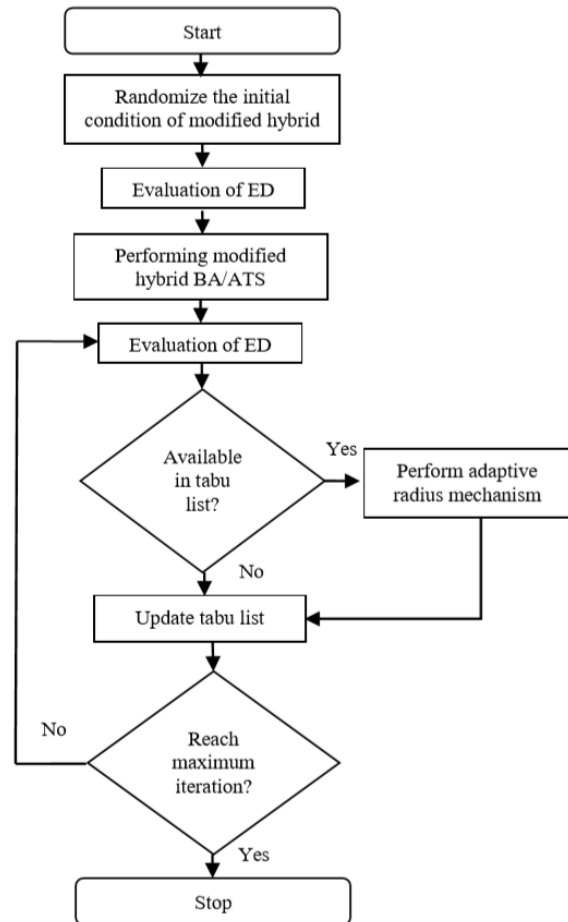 Start
Randomize the initial
condition of modified hybrid
Evaluation of ED
Performing modified
hybrid BA/ATS
Evaluation of ED
Available
in tabu
list?
Yes
Perform adaptive
radius mechanism
No
Update tabu list
No
Reach
maximum
iteration?
Yes
Stop